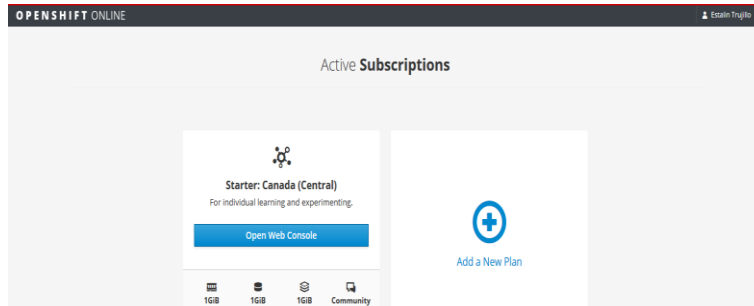 OPENSHIFT ONLINE
Estalin Trujillo
Active Subscriptions
Starter: Canada (Central)
For individual learning and experimenting.
Open Web Console
Add a New Plan
1GiB 1GiB 1GiB Community